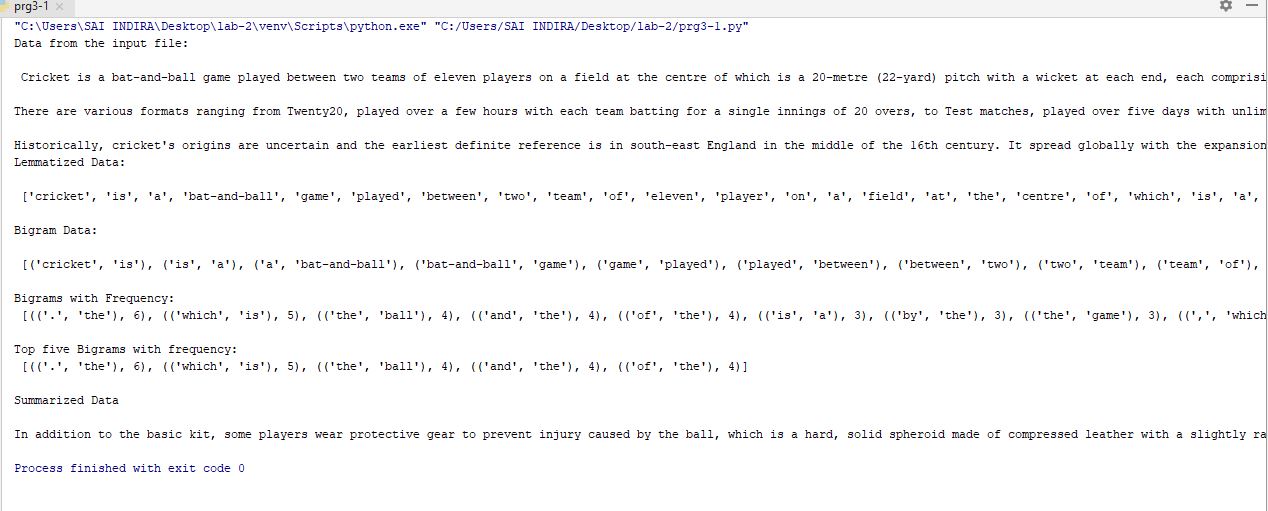 prg3-1
"C:\Users\SAI INDIRA\Desktop\lab-2\venv\Scripts\python.exe" "C:/Users/SAI INDIRA/Desktop/lab-2/prg3-1.py"
Data from the input file:
Cricket is a bat-and-ball game played between two teams of eleven players on a field at the centre of which is a 20-metre (22-yard) pitch with a wicket at each end, each comprisi
There are various formats ranging from Twenty20, played over a few hours with each team batting for a single innings of 20 overs, to Test matches, played over five days with unlim
Historically, cricket's origins are uncertain and the earliest definite reference is in south-east England in the middle of the 16th century. It spread globally with the expansion
Lemmatized Data:
['cricket', 'is', 'a', 'bat-and-ball', 'game', 'played', 'between', 'two', 'team', 'of', 'eleven', 'player', 'on', 'a', 'field', 'at', 'the', 'centre', 'of', 'which', 'is', 'a',
Bigram Data:
[('cricket', 'is'), ('is', 'a'), ('a', 'bat-and-ball'), ('bat-and-ball', 'game'), ('game', 'played'), ('played', 'between'), ('between', 'two'), ('two', 'team'), ('team', 'of'),
Bigrams with Frequency:
[(('.', 'the'), 6), (('which', 'is'), 5), (('the', 'ball'), 4), (('and', 'the'), 4), (('of', 'the'), 4), (('is', 'a'), 3), (('by', 'the'), 3), (('the', 'game'), 3), ((',', 'which
Top five Bigrams with frequency:
[(('.', 'the'), 6), (('which', 'is'), 5), (('the', 'ball'), 4), (('and', 'the'), 4), (('of', 'the'), 4)]
Summarized Data
In addition to the basic kit, some players wear protective gear to prevent injury caused by the ball, which is a hard, solid spheroid made of compressed leather with a slightly ra
Process finished with exit code 0